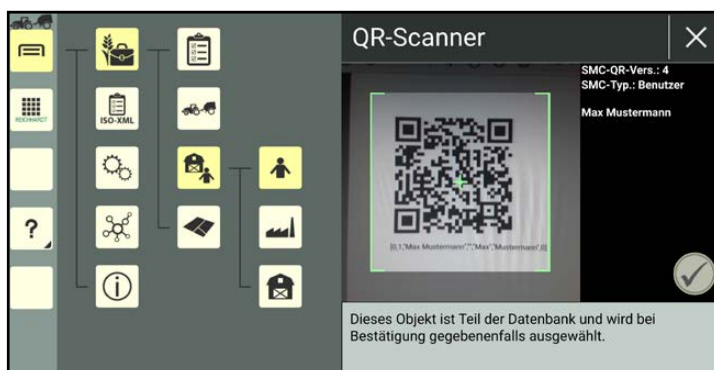 REICHHARDT
?
ISO-XML
QR-Scanner
SMC-QR-Vers.: 4
SMC-Typ.: Benutzer
Max Mustermann
[0,1,"Max Mustermann","","Max","Mustermann",0]
Dieses Objekt ist Teil der Datenbank und wird bei
Bestätigung gegebenenfalls ausgewählt.